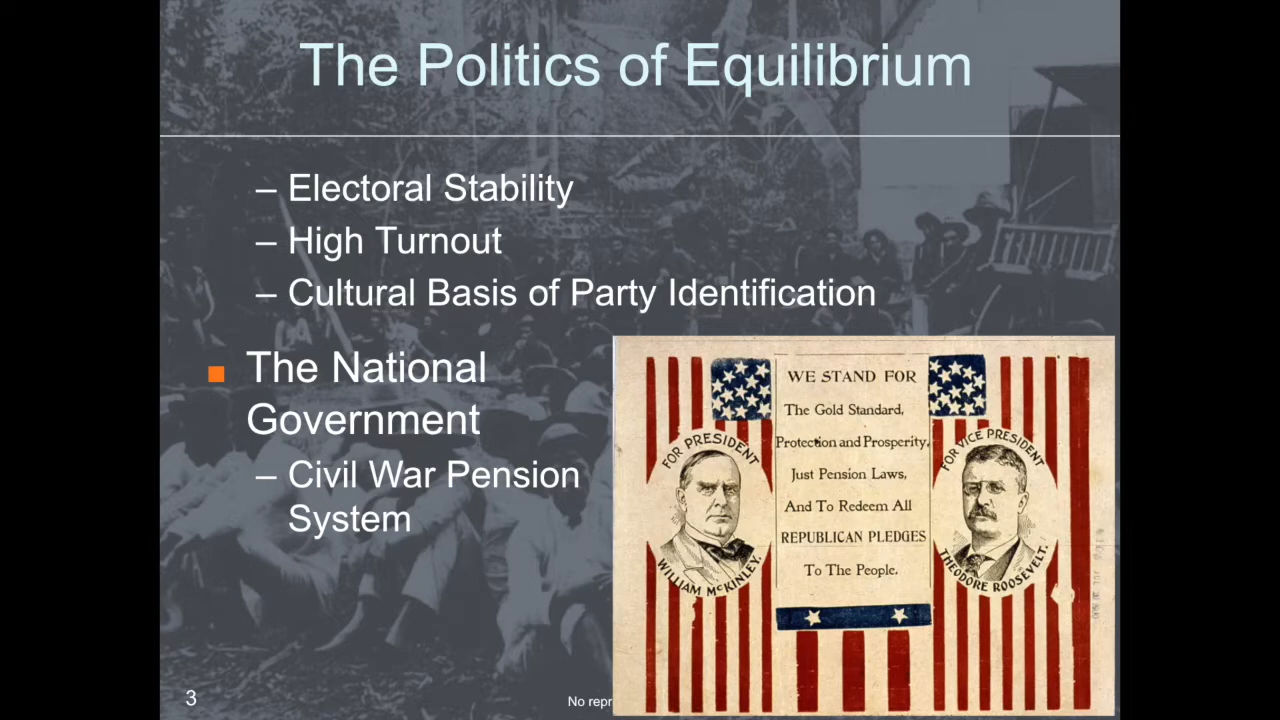 The Politics of Equilibrium
– Electoral Stability
– High Turnout
– Cultural Basis of Party Identification
■ The National
Government
– Civil War Pension
System
WE STAND FOR
The Gold Standard,
Protection and Prosperity,
Just Pension Laws,
And To Redeem All
REPUBLICAN PLEDGES
To The People.
FOR PRESIDENT
WILLIAM McKINLEY.
FOR VICE PRESIDENT
THEODORE ROOSEVELT.
3
No repr